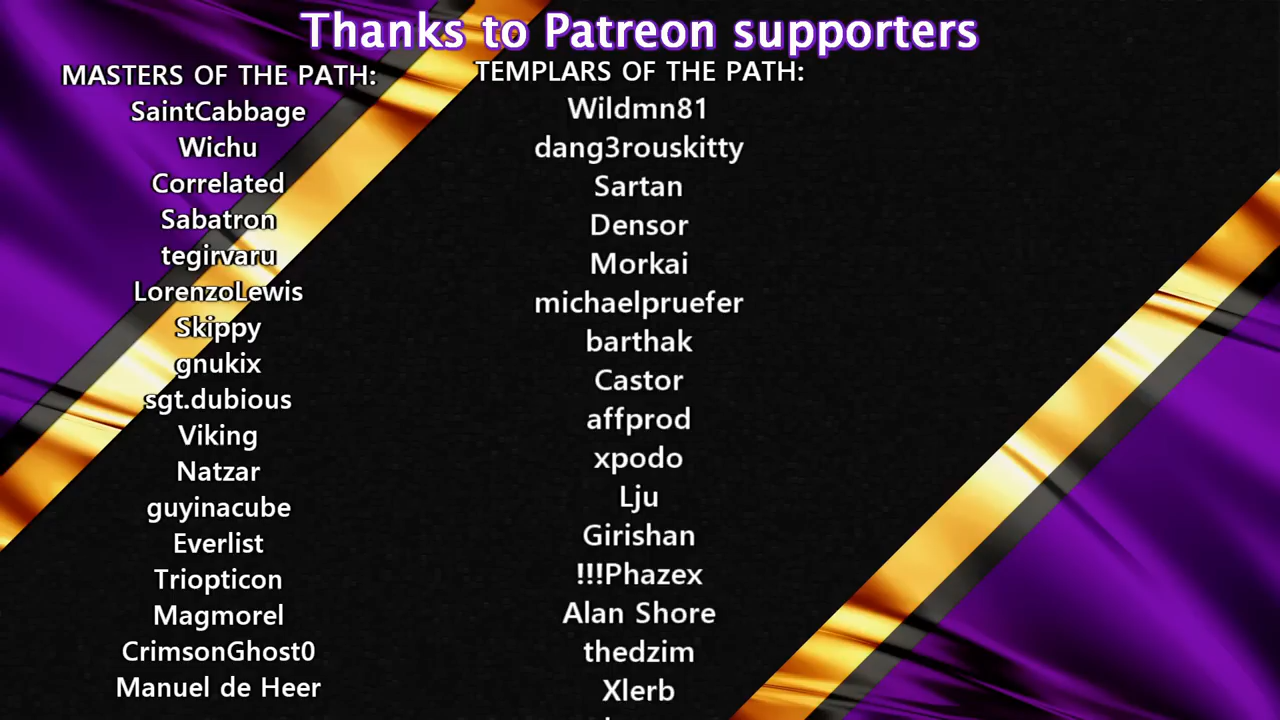 Thanks to Patreon supporters
MASTERS OF THE PATH:
SaintCabbage
Wichu
Correlated
Sabatron
tegirvaru
LorenzoLewis
Skippy
gnukix
sgt.dubious
Viking
Natzar
guyinacube
Everlist
Triopticon
Magmorel
CrimsonGhost0
Manuel de Heer
TEMPLARS OF THE PATH:
Wildmn81
dang3rouskitty
Sartan
Densor
Morkai
michaelpruefer
barthak
Castor
affprod
xpodo
Lju
Girishan
!!!Phazex
Alan Shore
thedzim
Xlerb